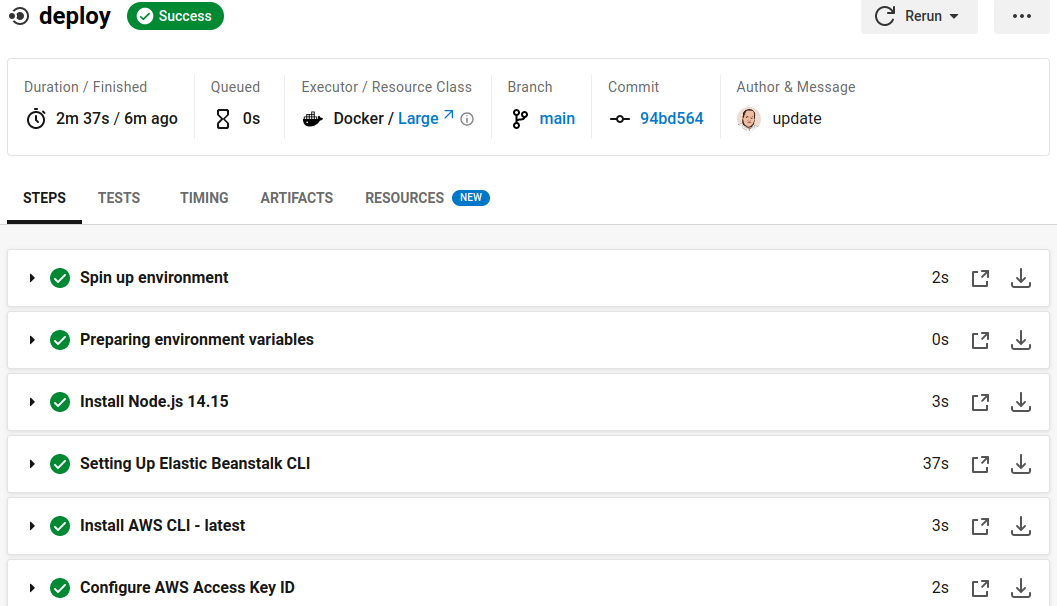 deploy Success Rerun
Duration / Finished Queued Executor / Resource Class Branch Commit Author & Message
2m 37s / 6m ago 0s Docker / Large main 94bd564 update
STEPS TESTS TIMING ARTIFACTS RESOURCES NEW
Spin up environment 2s
Preparing environment variables 0s
Install Node.js 14.15 3s
Setting Up Elastic Beanstalk CLI 37s
Install AWS CLI - latest 3s
Configure AWS Access Key ID 2s